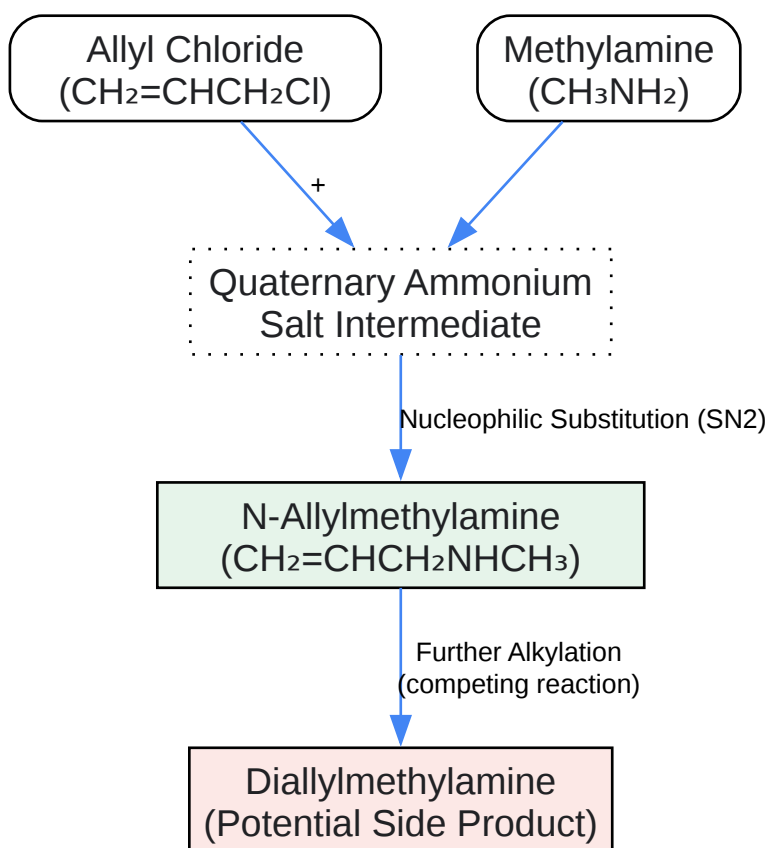 Allyl Chloride
(CH₂=CHCH₂Cl)
Methylamine
(CH₃NH₂)
+
Quaternary Ammonium
Salt Intermediate
Nucleophilic Substitution (SN2)
N-Allylmethylamine
(CH₂=CHCH₂NHCH₃)
Further Alkylation
(competing reaction)
Diallylmethylamine
(Potential Side Product)